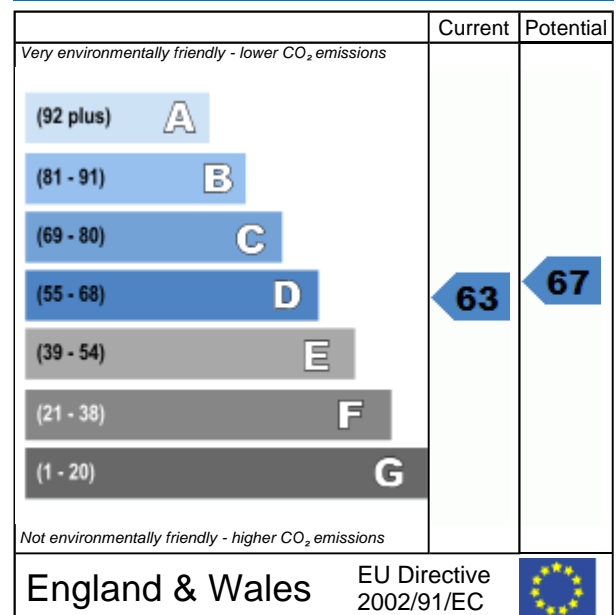 Current Potential
Very environmentally friendly - lower CO₂ emissions
(92 plus) A
(81 - 91) B
(69 - 80) C
(55 - 68) D
63
67
(39 - 54) E
(21 - 38) F
(1 - 20) G
Not environmentally friendly - higher CO₂ emissions
England & Wales
EU Directive
2002/91/EC